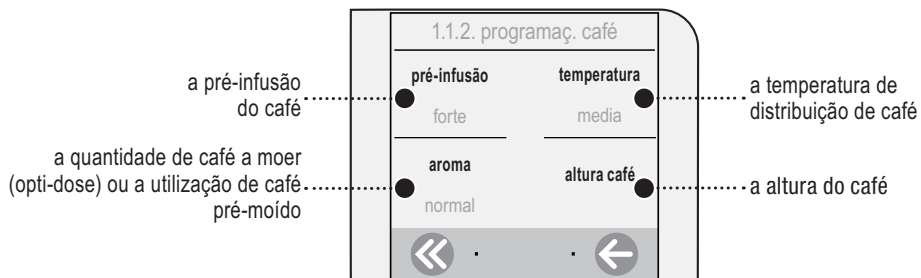 1.1.2. programaç. café
a pré-infusão
do café
pré-infusão
forte
temperatura
media
a temperatura de
distribuição de café
a quantidade de café a moer
(opti-dose) ou a utilização de café
pré-moído
aroma
normal
altura café
a altura do café